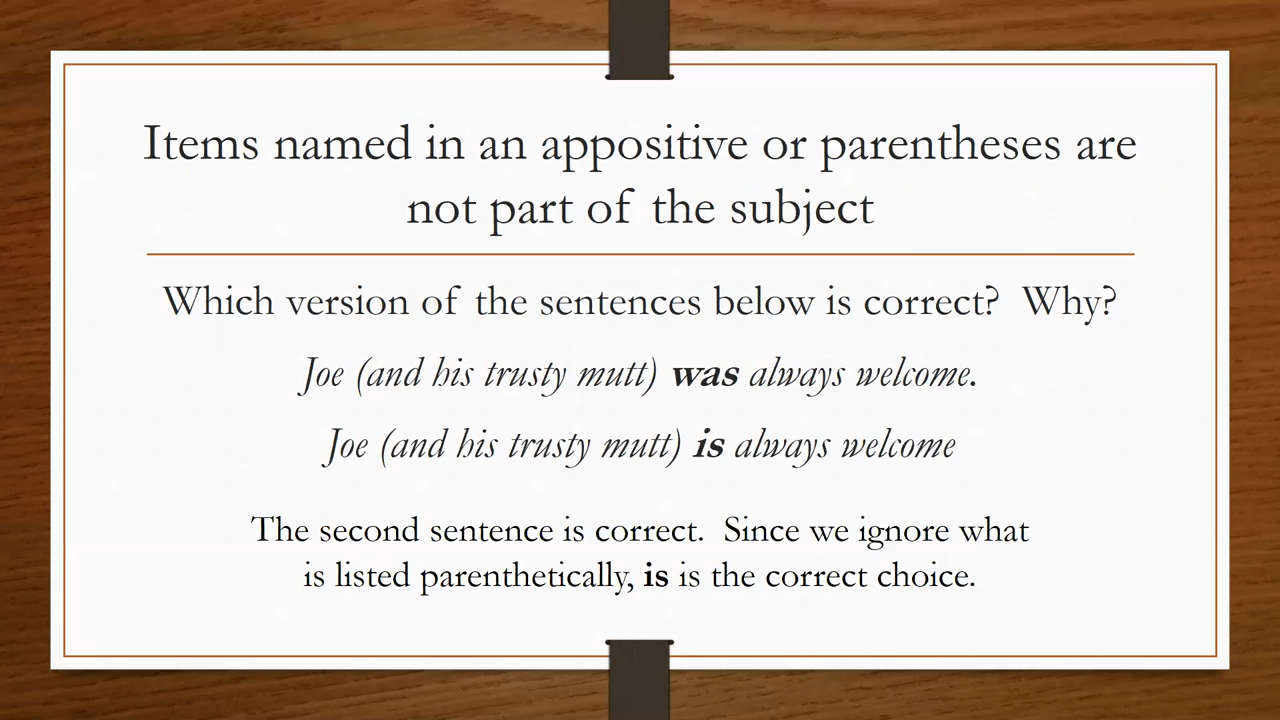 Items named in an appositive or parentheses are
not part of the subject
Which version of the sentences below is correct?  Why?
Joe (and his trusty mutt) was always welcome.
Joe (and his trusty mutt) is always welcome
The second sentence is correct.  Since we ignore what
is listed parenthetically, is is the correct choice.